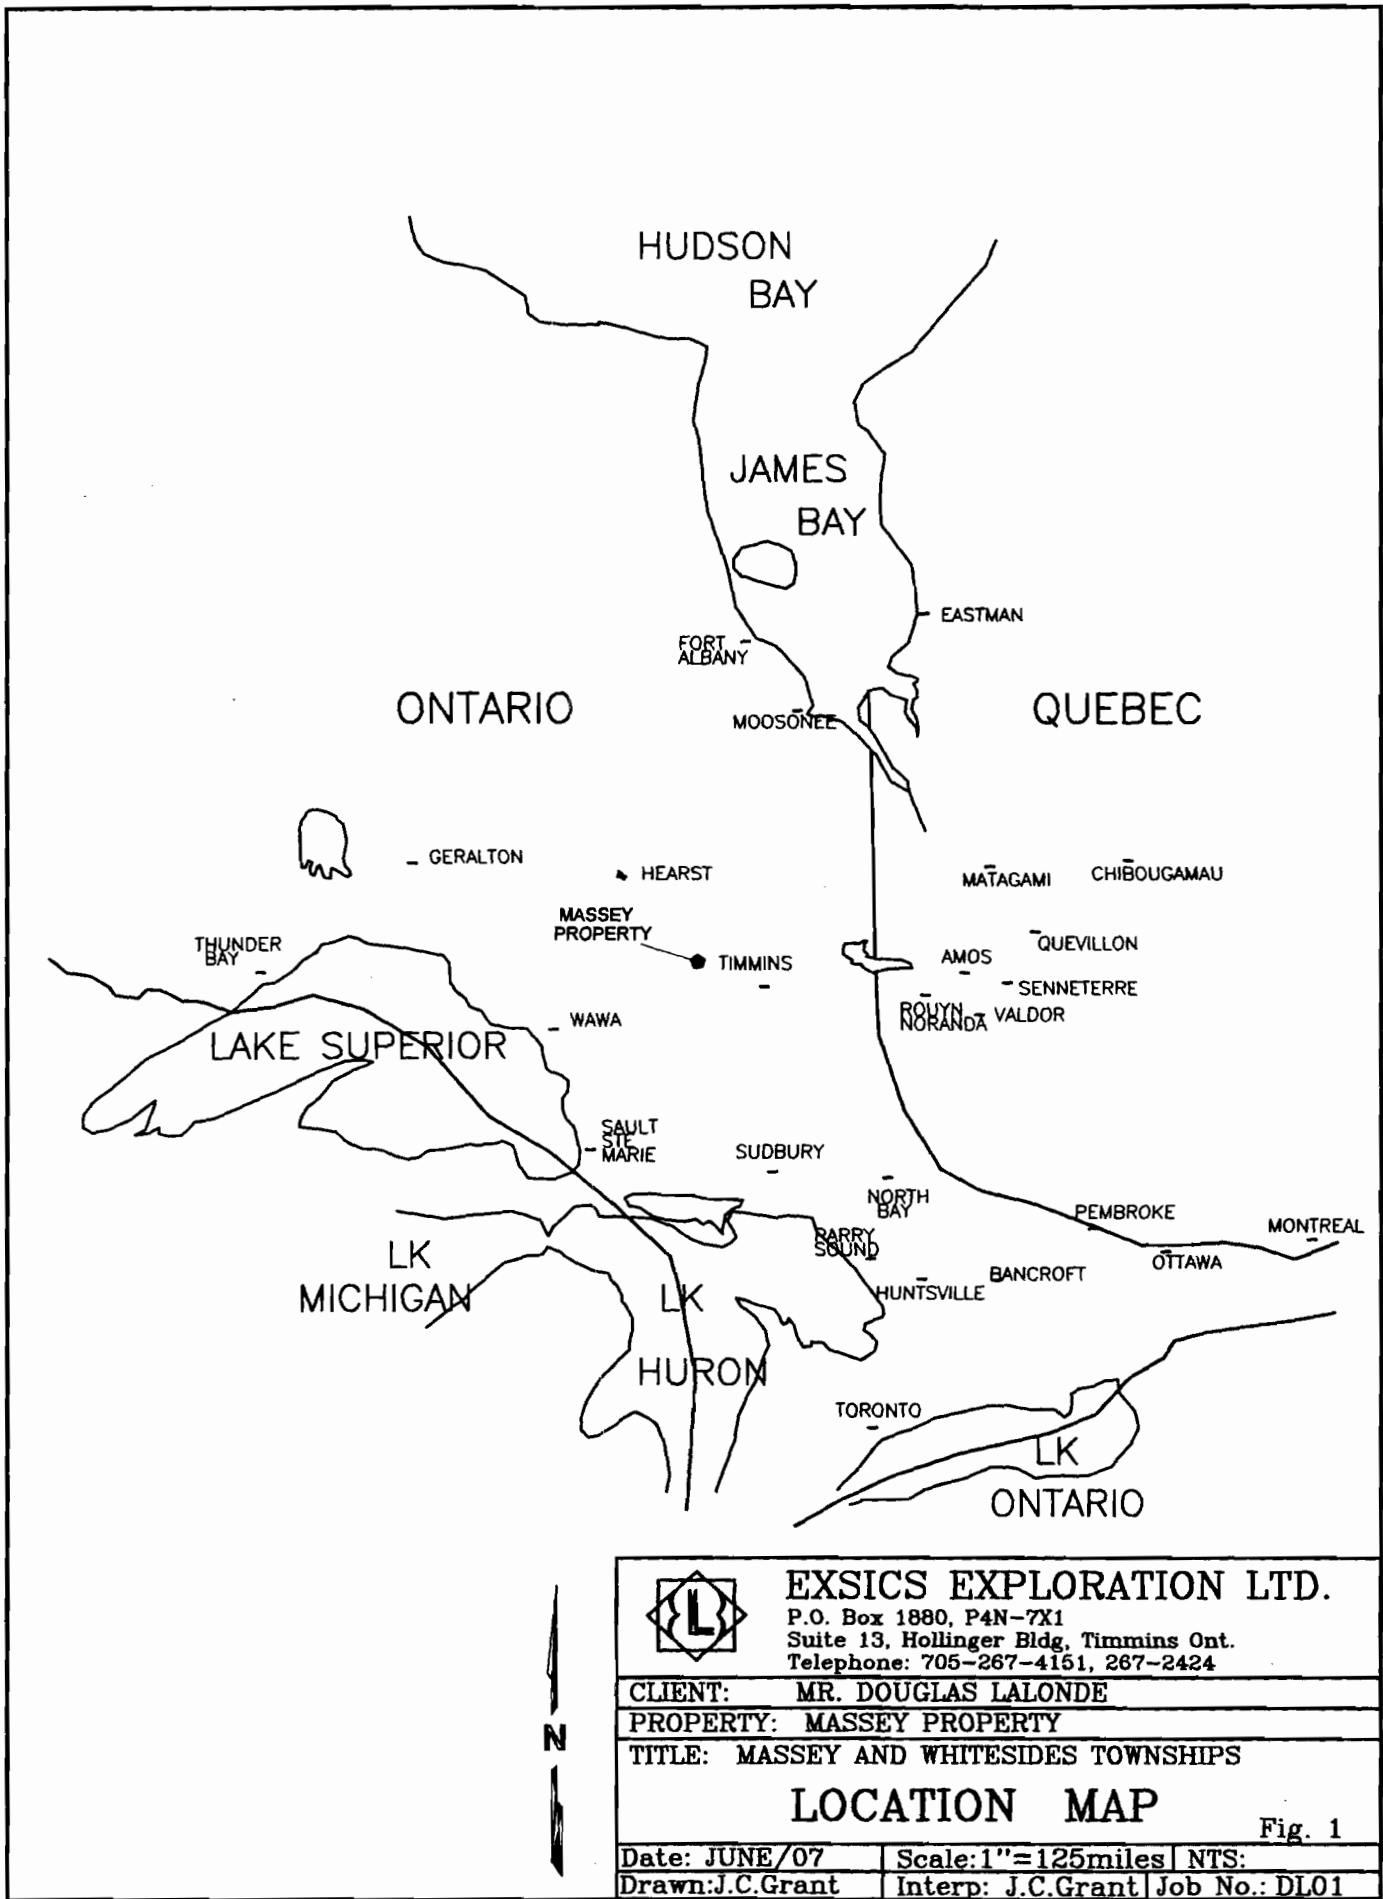 HUDSON
BAY
JAMES
BAY
EASTMAN
FORT
ALBANY
ONTARIO
QUEBEC
MOOSONEE
GERALTON
HEARST
MATAGAMI
CHIBOUGAMAU
MASSEY
PROPERTY
THUNDER
BAY
TIMMINS
AMOS
QUEVILLON
SENNETERRE
ROUYN
NORANDA
VALDOR
WAWA
LAKE SUPERIOR
SAULT
STE
MARIE
SUDBURY
NORTH
BAY
PEMBROKE
MONTREAL
PARRY
SOUND
OTTAWA
LK
MICHIGAN
BANCROFT
HUNTSVILLE
LK
HURON
TORONTO
LK
ONTARIO
L
EXSICS EXPLORATION LTD.
P.O. Box 1880, P4N-7X1
Suite 13, Hollinger Bldg, Timmins Ont.
Telephone: 705-267-4151, 267-2424
CLIENT: MR. DOUGLAS LALONDE
PROPERTY: MASSEY PROPERTY
N
TITLE: MASSEY AND WHITESIDES TOWNSHIPS
LOCATION MAP
Fig. 1
Date: JUNE/07 Scale:1"=125miles NTS:
Drawn:J.C.Grant Interp: J.C.Grant Job No.: DL01